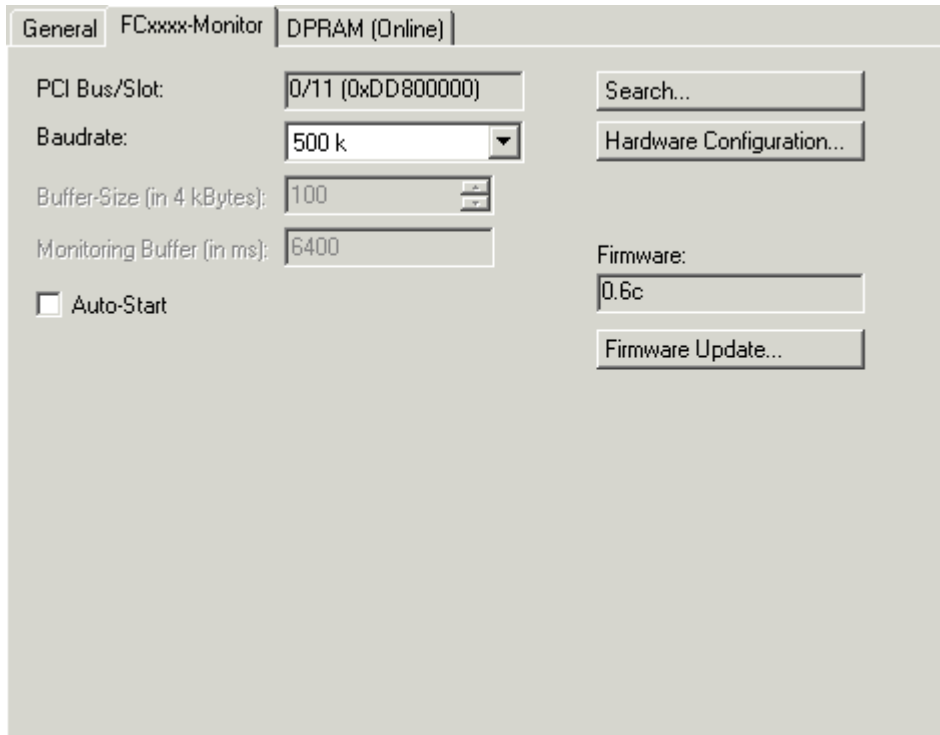 General FCxxxx-Monitor DPRAM (Online)
PCI Bus/Slot: 0/11 (0xDD800000) Search...
Baudrate: 500 k Hardware Configuration...
Buffer-Size (in 4 kBytes): 100
Monitoring Buffer (in ms): 6400
Firmware:
0.6c
Auto-Start
Firmware Update...